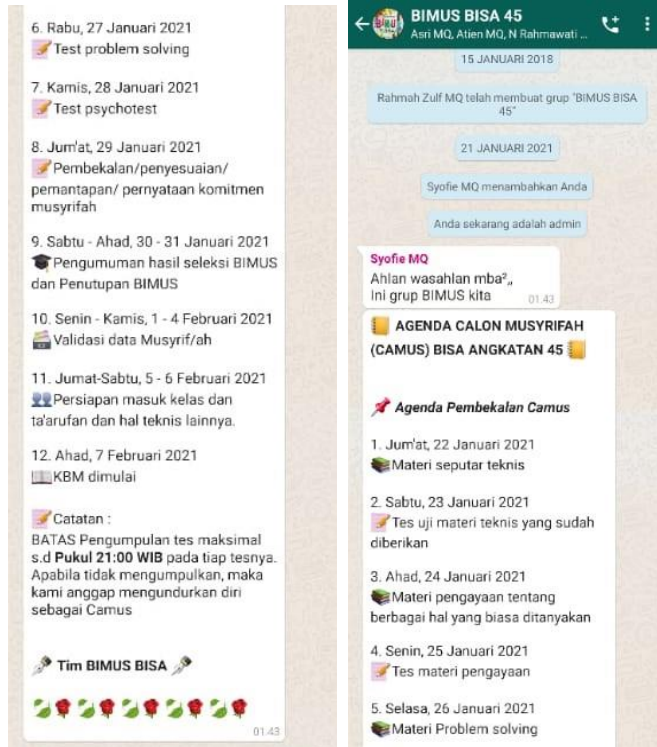 6. Rabu, 27 Januari 2021
📝Test problem solving
7. Kamis, 28 Januari 2021
📝Test psychotest
8. Jum'at, 29 Januari 2021
📝Pembekalan/penyesuaian/
pemantapan/ pernyataan komitmen
musyrifah
9. Sabtu - Ahad, 30 - 31 Januari 2021
🎓Pengumuman hasil seleksi BIMUS
dan Penutupan BIMUS
10. Senin - Kamis, 1 - 4 Februari 2021
🗃Validasi data Musyrif/ah
11. Jumat-Sabtu, 5 - 6 Februari 2021
👥Persiapan masuk kelas dan
ta'arufan dan hal teknis lainnya.
12. Ahad, 7 Februari 2021
📖KBM dimulai
📝Catatan :
BATAS Pengumpulan tes maksimal
s.d Pukul 21:00 WIB pada tiap tesnya.
Apabila tidak mengumpulkan, maka
kami anggap mengundurkan diri
sebagai Camus
Tim BIMUS BISA
01.43
BIMUS BISA 45
Asri MQ, Atien MQ, N Rahmawati ...
15 JANUARI 2018
Rahmah Zulf MQ telah membuat grup "BIMUS BISA
45"
21 JANUARI 2021
Syofie MQ menambahkan Anda
Anda sekarang adalah admin
Syofie MQ
Ahlan wasahlan mba²,,
Ini grup BIMUS kita
01.43
📒 AGENDA CALON MUSYRIFAH
(CAMUS) BISA ANGKATAN 45📒
📌 Agenda Pembekalan Camus
1. Jum'at, 22 Januari 2021
📚Materi seputar teknis
2. Sabtu, 23 Januari 2021
📝Tes uji materi teknis yang sudah
diberikan
3. Ahad, 24 Januari 2021
📚Materi pengayaan tentang
berbagai hal yang biasa ditanyakan
4. Senin, 25 Januari 2021
📝Tes materi pengayaan
5. Selasa, 26 Januari 2021
📚Materi Problem solving